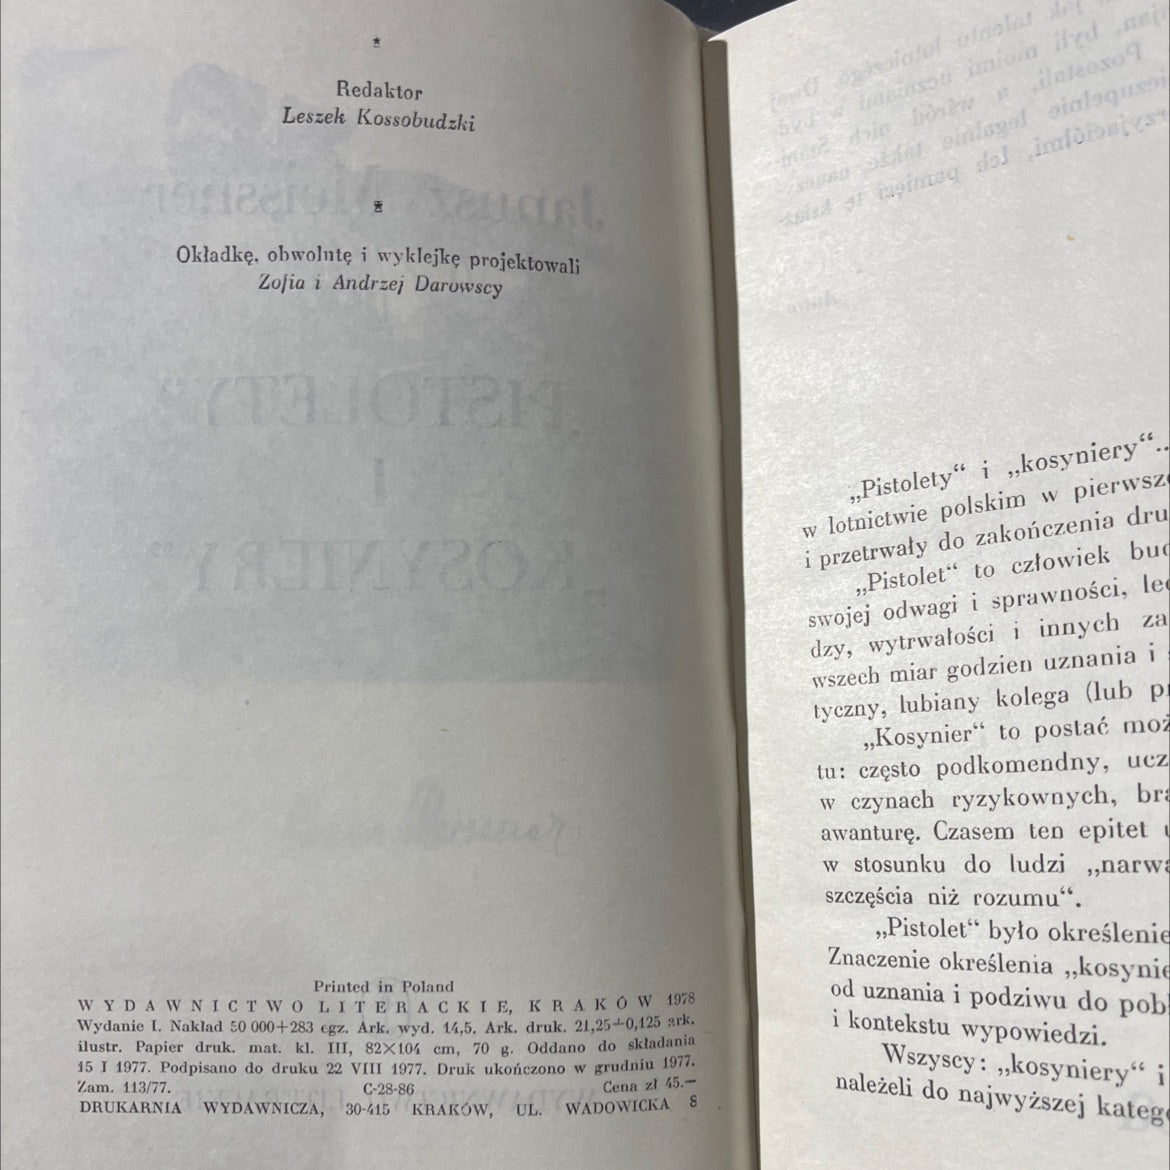 *
Redaktor
Leszek Kossobudzki
*
Okładkę, obwolutę i wyklejkę projektowali
Zofia i Andrzej Darowscy
Printed in Poland
WYDAWNICTWO LITERACKIE, KRAKÓW 1978
Wydanie I. Nakład 50 000+283 egz. Ark. wyd. 14,5. Ark. druk. 21,25+0,125 ark.
ilustr. Papier druk. mat. kl. III, 82×104 cm, 70 g. Oddano do składania
15 I 1977. Podpisano do druku 22 VIII 1977. Druk ukończono w grudniu 1977.
Zam. 113/77. C-28-86 Cena zł 45.—
DRUKARNIA WYDAWNICZA, 30-415 KRAKÓW, UL. WADOWICKA 8
„Pistolety“ i „kosyniery“..
w lotnictwie polskim w pierwsz
i przetrwały do zakończenia dru
„Pistolet“ to człowiek bud
swojej odwagi i sprawności, lec
dzy, wytrwałości i innych za
wszech miar godzien uznania i
tyczny, lubiany kolega (lub p
„Kosynier“ to postać moż
tu: często podkomendny, ucz
w czynach ryzykownych, bra
awanturę. Czasem ten epitet
w stosunku do ludzi „narwa
szczęścia niż rozumu“.
„Pistolet“ było określenie
Znaczenie określenia „kosynie
od uznania i podziwu do pob
i kontekstu wypowiedzi.
Wszyscy: „kosyniery“ i
należeli do najwyższej katego